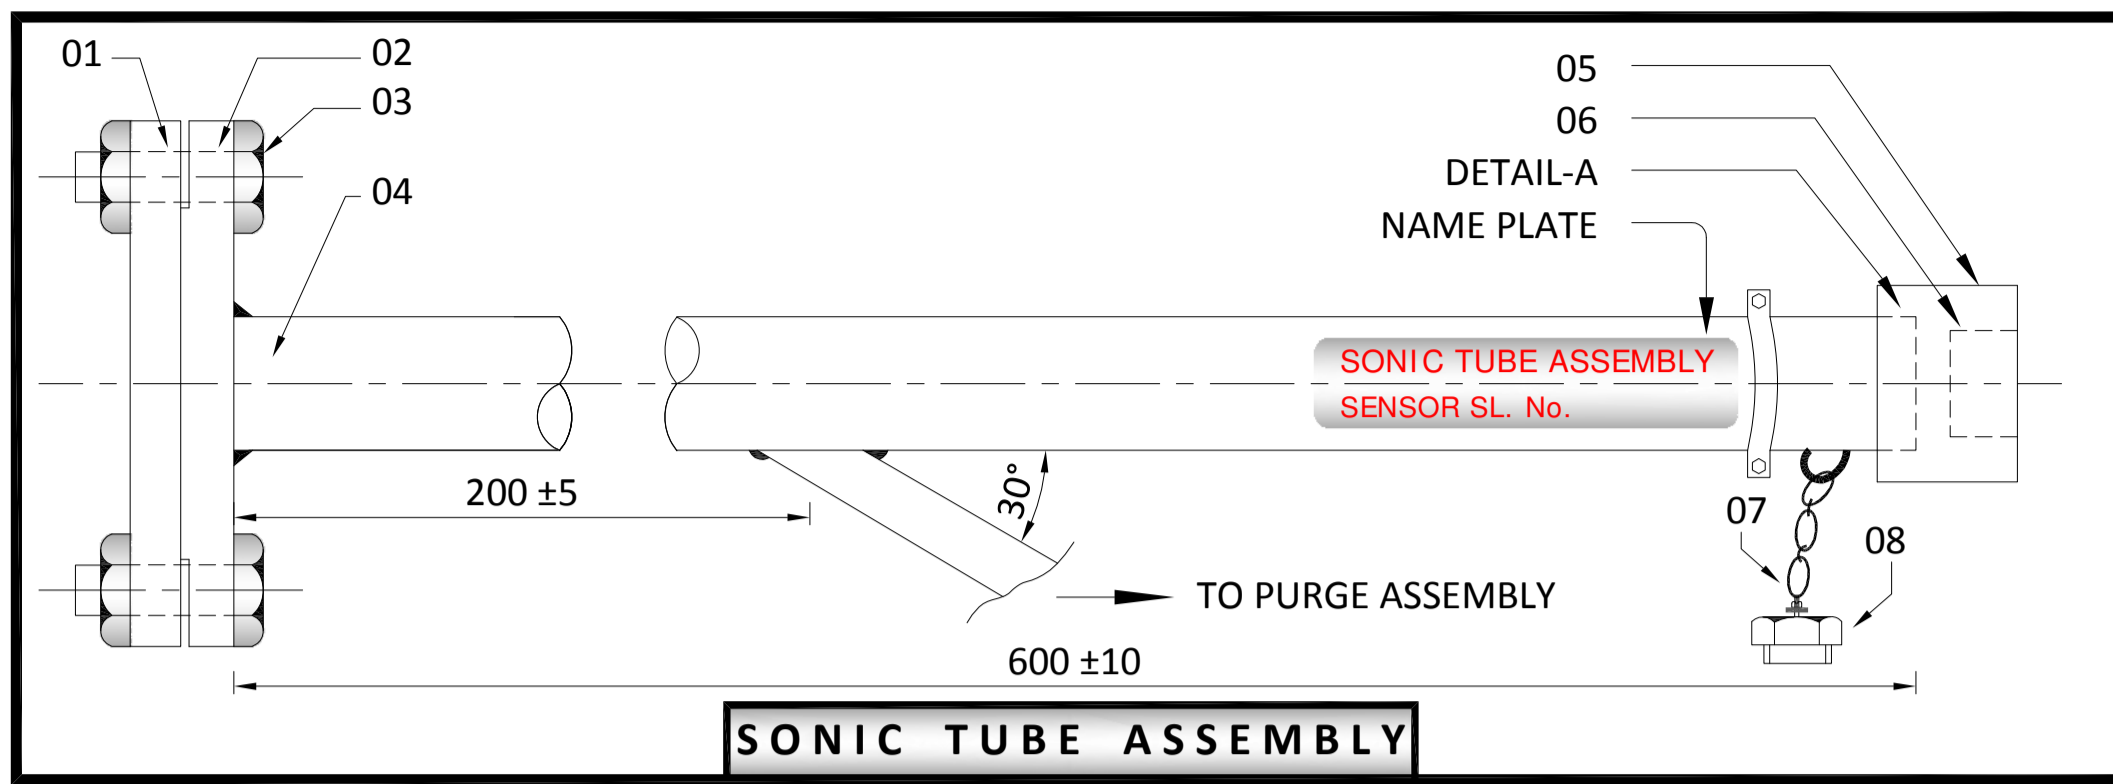 01
02
03
04
05
06
DETAIL-A
NAME PLATE
SONIC TUBE ASSEMBLY
SENSOR SL. No.
200 ±5
30°
07
08
TO PURGE ASSEMBLY
600 ±10
SONIC TUBE ASSEMBLY